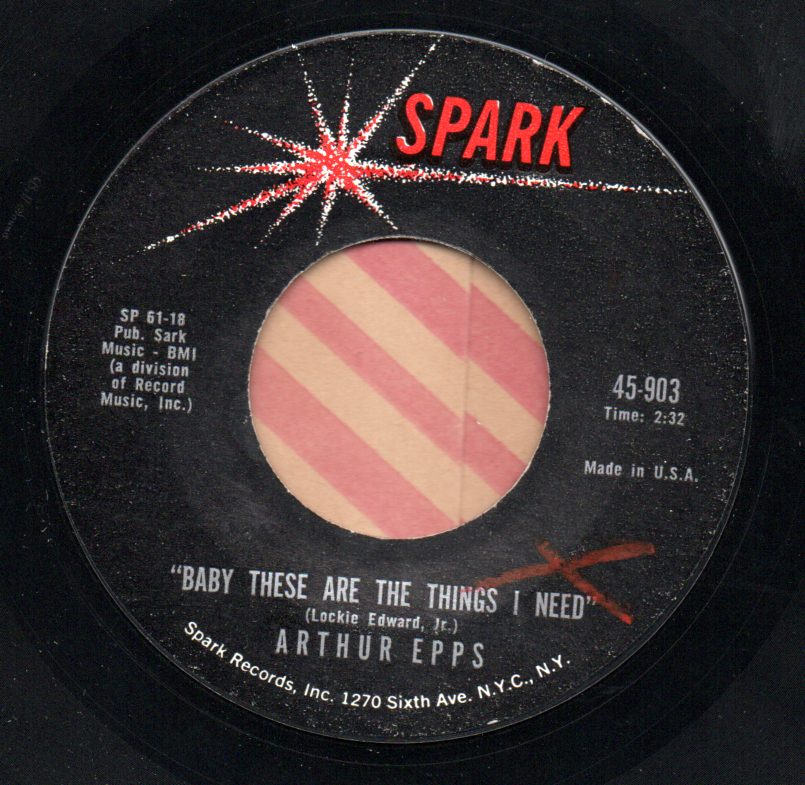 SPARK
SP 61-18
Pub. Sark
Music - BMI
(a division
of Record
Music, Inc.)
45-903
Time: 2:32
Made in U.S.A.
"BABY THESE ARE THE THINGS I NEED"
(Lockie Edward, Jr.)
ARTHUR EPPS
Spark Records, Inc. 1270 Sixth Ave. N.Y.C., N.Y.